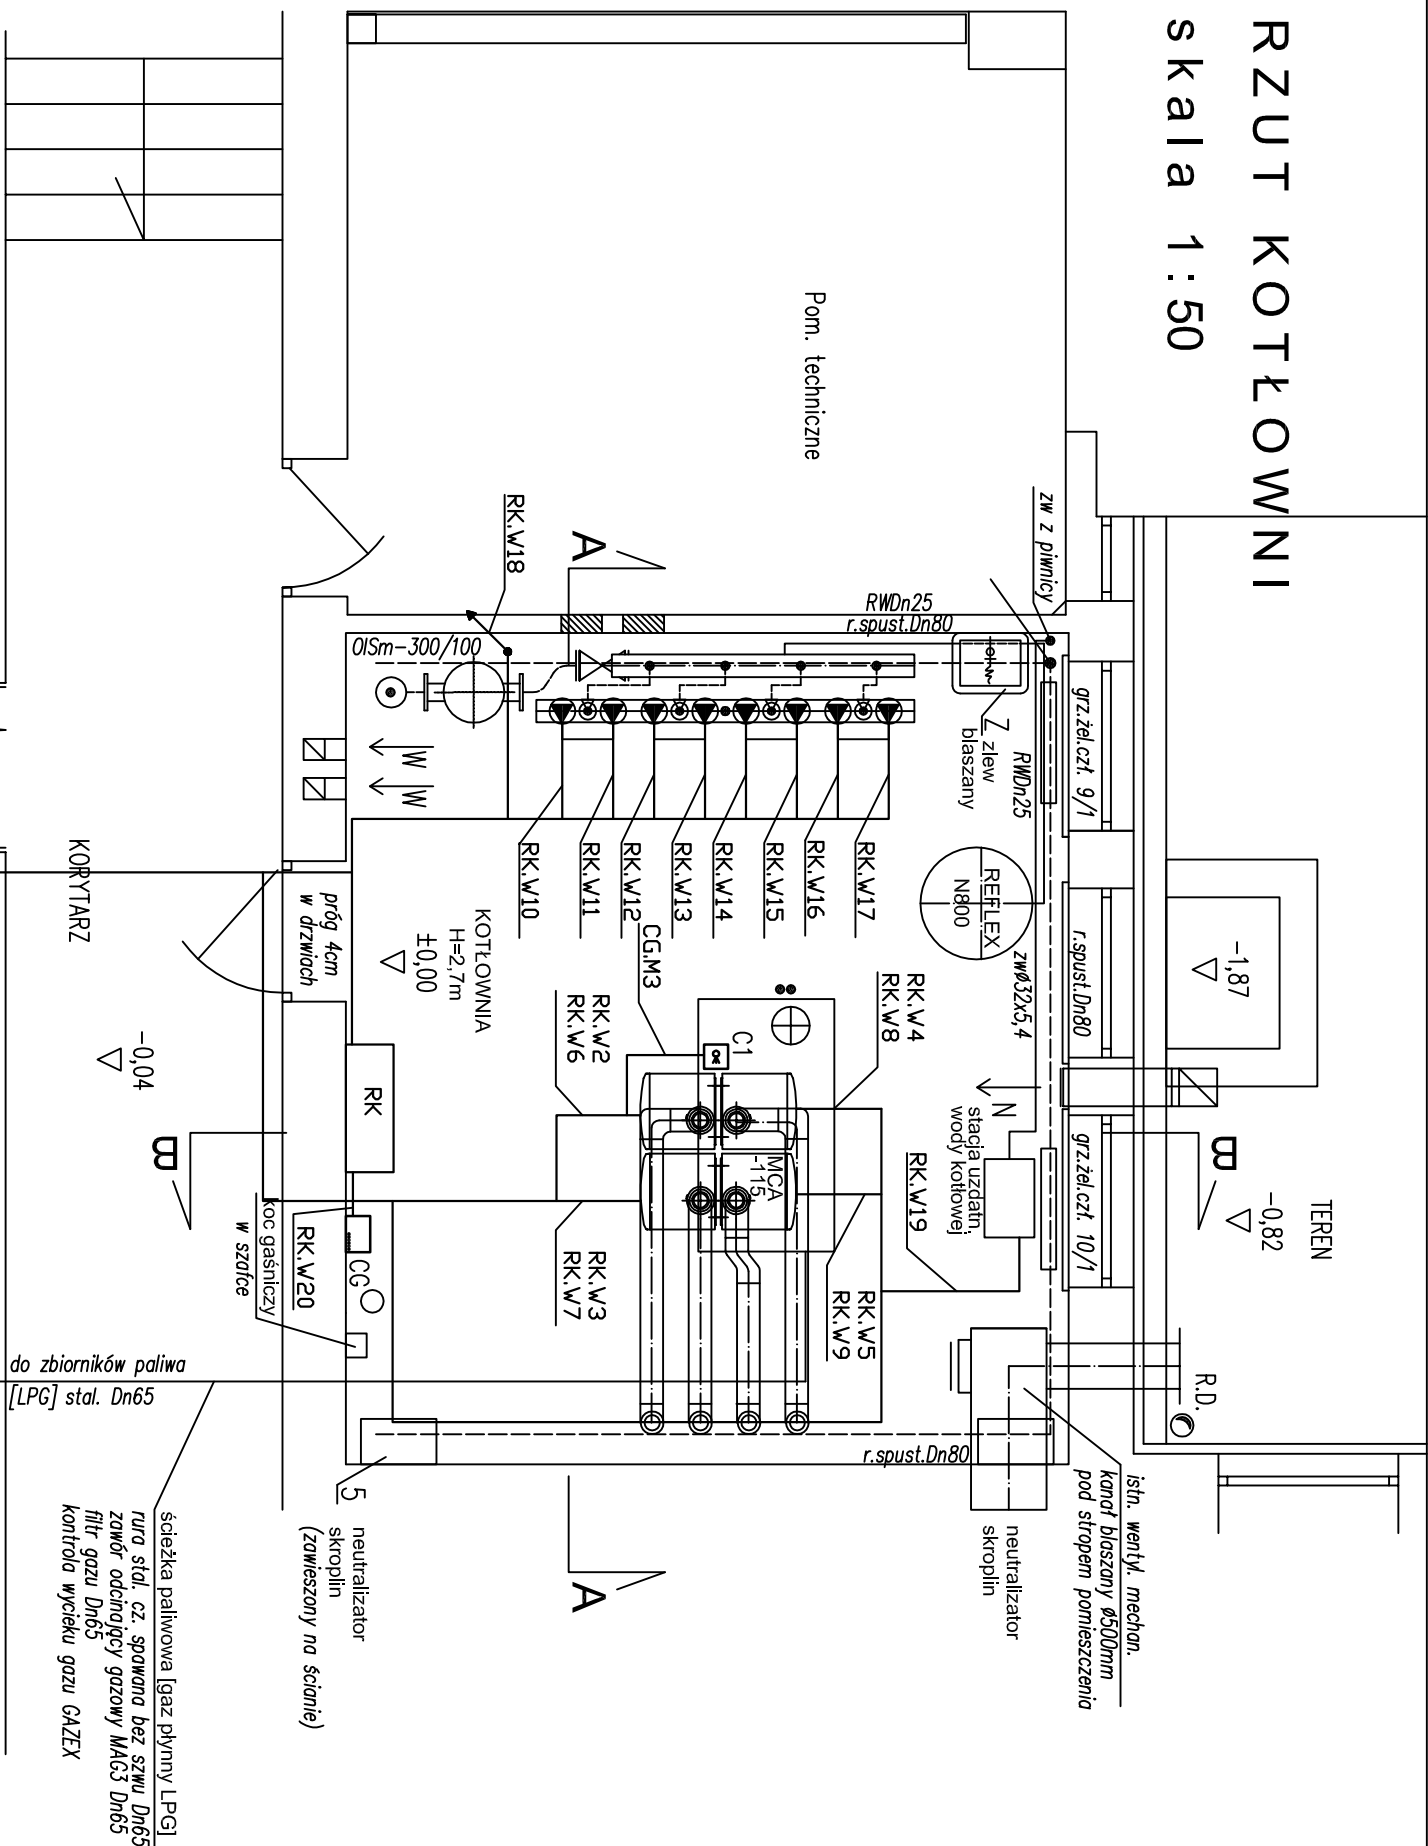 RZUT KOTŁOWNI
skala 1:50
Pom. techniczne
zw z piwnicy
RK.W18
A
RWDn25
r.spust.Dn80
OISm-300/100
Z zlew
blaszany
RWDn25
grz.żel.czł. 9/1
W
W
RK.W10
RK.W11
RK.W12
RK.W13
RK.W14
RK.W15
RK.W16
RK.W17
REFLEX
N800
r.spust.Dn80
-1,87
KORYTARZ
próg 4cm
w drzwiach
KOTŁOWNIA
H=2,7m
±0,00
CG.M3
zwø32x5,4
RK.W4
RK.W8
RK.W2
RK.W6
C1
-0,04
RK
N
stacja uzdatn.
wody kotłowej
grz.żel.czł. 10/1
B
B
MCA
-115
RK.W19
TEREN
-0,82
koc gaśniczy
w szafce
RK.W20
CG
RK.W3
RK.W7
RK.W5
RK.W9
R.D.
do zbiorników paliwa
[LPG] stal. Dn65
r.spust.Dn80
5
neutralizator
skroplin
(zawieszony na ścianie)
A
neutralizator
skroplin
istn. wentyl. mechan.
kanał blaszany ø500mm
pod stropem pomieszczenia
ścieżka paliwowa [gaz płynny LPG]
rura stal. cz. spawana bez szwu Dn65
zawór odcinający gazowy MAG3 Dn65
filtr gazu Dn65
kontrola wycieku gazu GAZEX